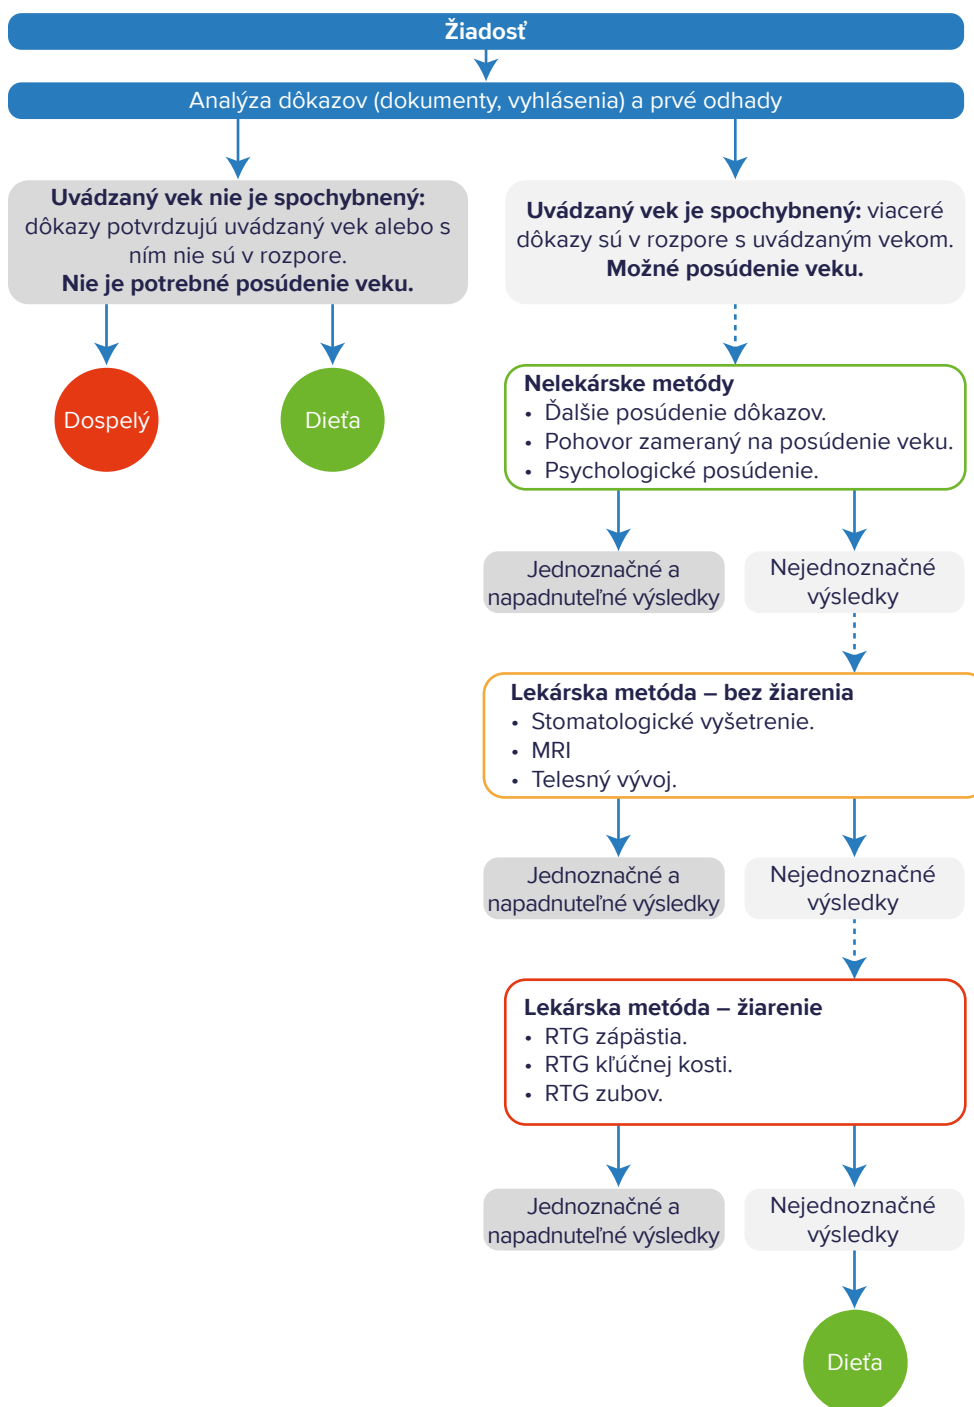 Žiadosť
Analýza dôkazov (dokumenty, vyhlásenia) a prvé odhady
Uvádzaný vek nie je spochybnený:
dôkazy potvrdzujú uvádzaný vek alebo s
ním nie sú v rozpore.
Nie je potrebné posúdenie veku.
Uvádzaný vek je spochybnený: viaceré
dôkazy sú v rozpore s uvádzaným vekom.
Možné posúdenie veku.
Dospelý
Dieťa
Nelekárske metódy
• Ďalšie posúdenie dôkazov.
• Pohovor zameraný na posúdenie veku.
• Psychologické posúdenie.
Jednoznačné a
napadnuteľné výsledky
Nejednoznačné
výsledky
Lekárska metóda – bez žiarenia
• Stomatologické vyšetrenie.
• MRI
• Telesný vývoj.
Jednoznačné a
napadnuteľné výsledky
Nejednoznačné
výsledky
Lekárska metóda – žiarenie
• RTG zápästia.
• RTG kľúčnej kosti.
• RTG zubov.
Jednoznačné a
napadnuteľné výsledky
Nejednoznačné
výsledky
Dieťa